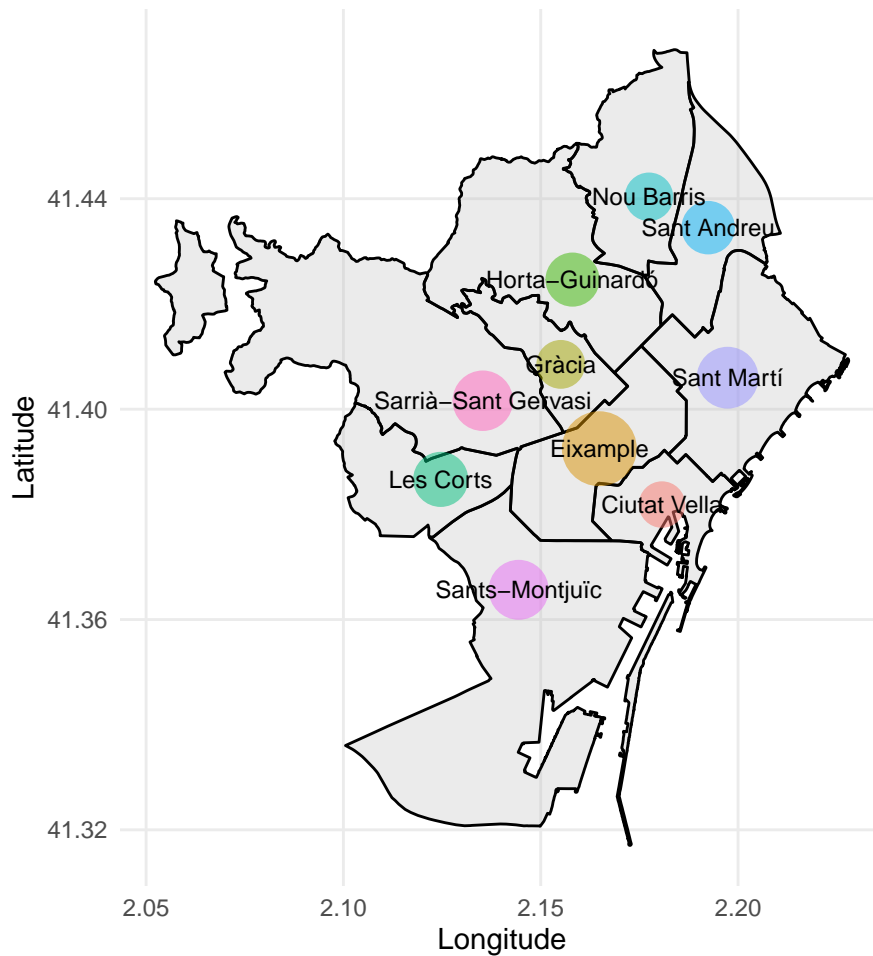 Nou Barris
41.44
Sant Andreu
Horta−Guinardó
Gràcia
Sant Martí
Sarrià−Sant Gervasi
41.40
Eixample
Les Corts
Ciutat Vella
Latitude
Sants−Montjuïc
41.36
41.32
2.05 2.10 2.15 2.20
Longitude